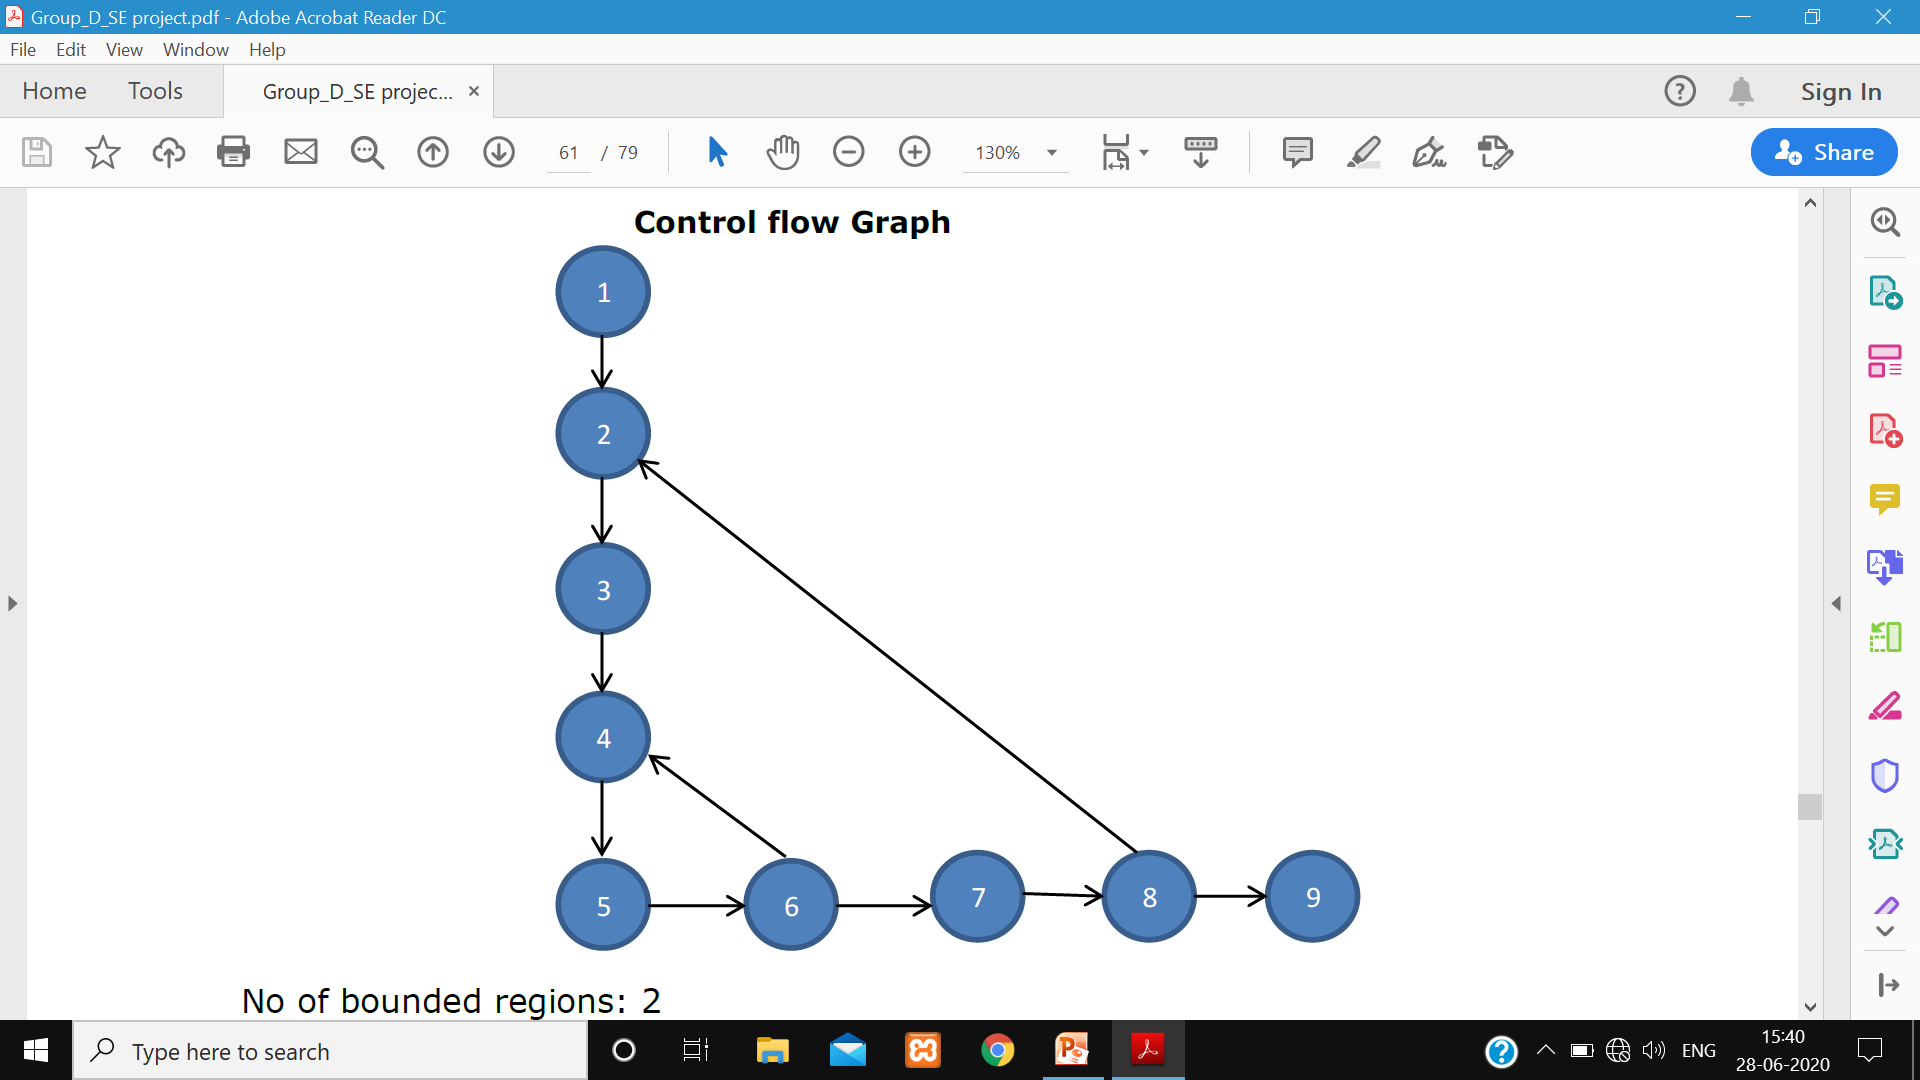 Group_D_SE project.pdf - Adobe Acrobat Reader DC
File Edit View Window Help
Home Tools Group_D_SE projec... × Sign In
61 / 79 130% Share
Control flow Graph
1
2
3
4
5 6 7 8 9
No of bounded regions: 2
Type here to search
ENG 15:40
28-06-2020